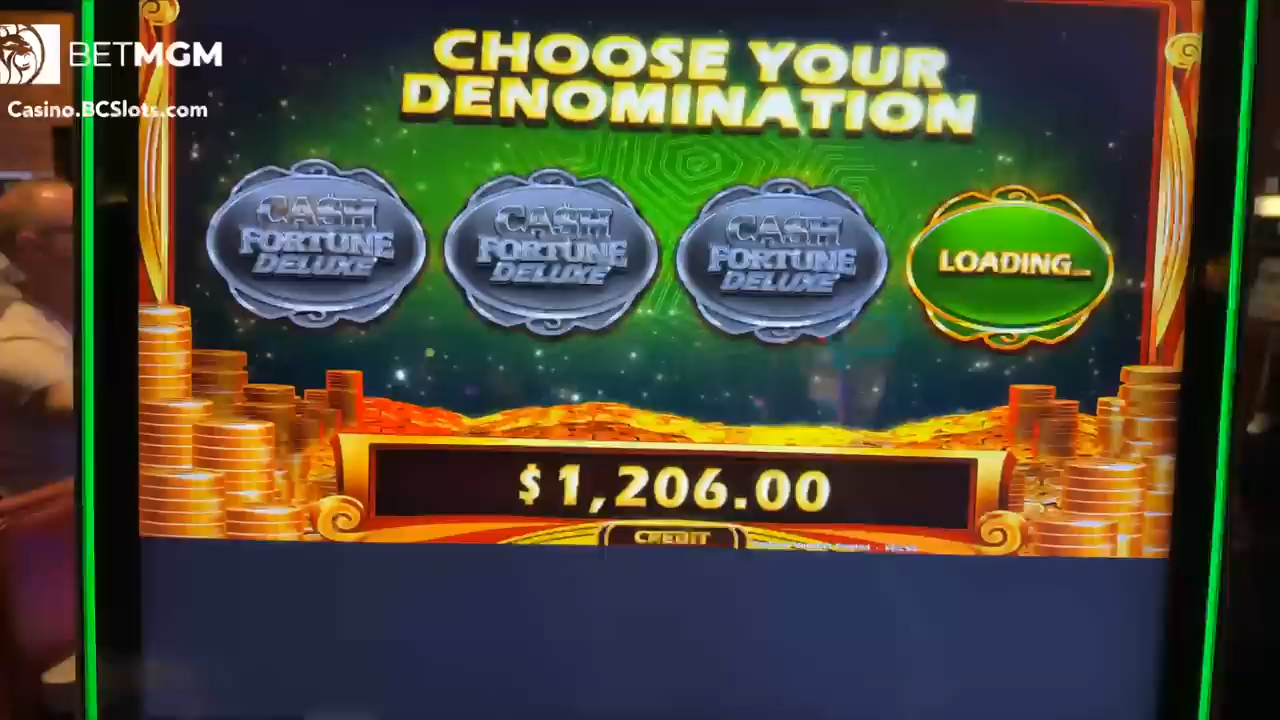 BETMGM
Casino.BCSlots.com
CHOOSE YOUR
DENOMINATION
CASH
FORTUNE
DELUXE
CASH
FORTUNE
DELUXE
CASH
FORTUNE
DELUXE
LOADING...
$1,206.00
CREDIT